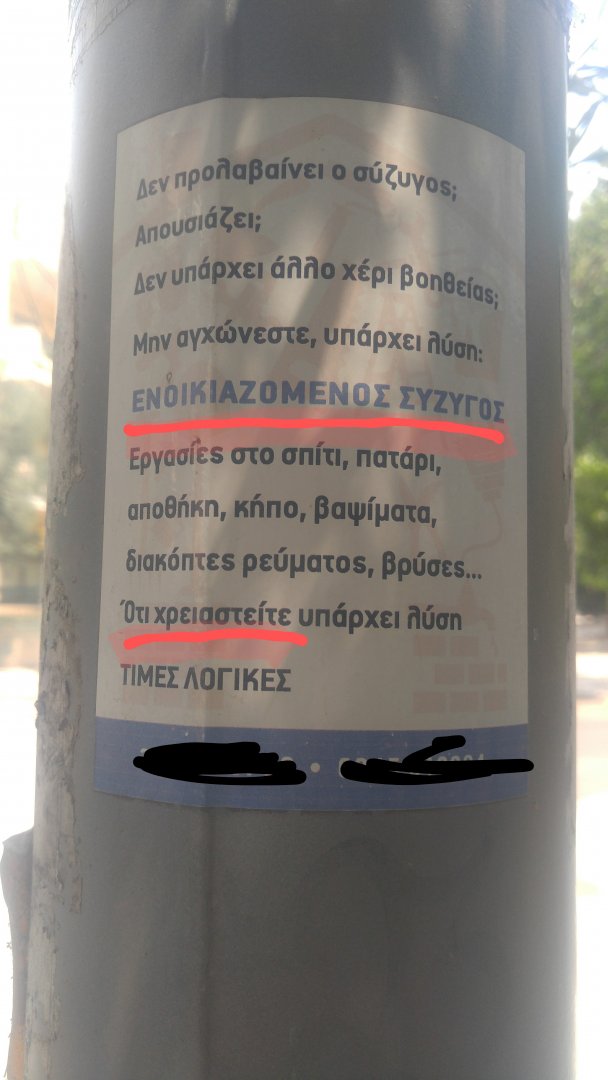 Δεν προλαβαίνει ο σύζυγος;
Απουσιάζει;
Δεν υπάρχει άλλο χέρι βοηθείας;
Μην αγχώνεστε, υπάρχει λύση:
ΕΝΟΙΚΙΑΖΟΜΕΝΟΣ ΣΥΖΥΓΟΣ
Εργασίες στο σπίτι, πατάρι,
αποθήκη, κήπο, βαψίματα,
διακόπτες ρεύματος, βρύσες...
Ότι χρειαστείτε υπάρχει λύση
ΤΙΜΕΣ ΛΟΓΙΚΕΣ